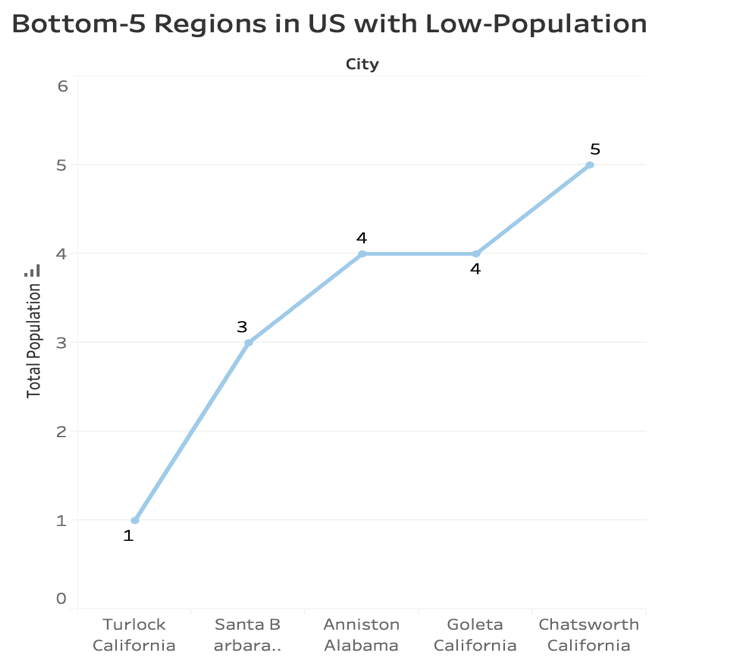 Bottom-5 Regions in US with Low-Population
City
6
5
4
3
2
1
0
Total Population
1
3
4
4
5
Turlock
California
Santa B
arbara..
Anniston
Alabama
Goleta
California
Chatsworth
California